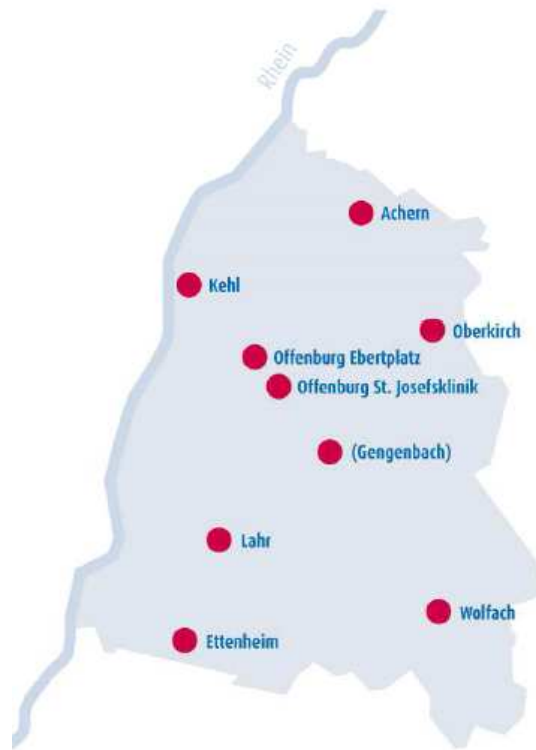 Rhein
Achern
Kehl
Oberkirch
Offenburg Ebertplatz
Offenburg St. Josefsklinik
(Gengenbach)
Lahr
Wolfach
Ettenheim